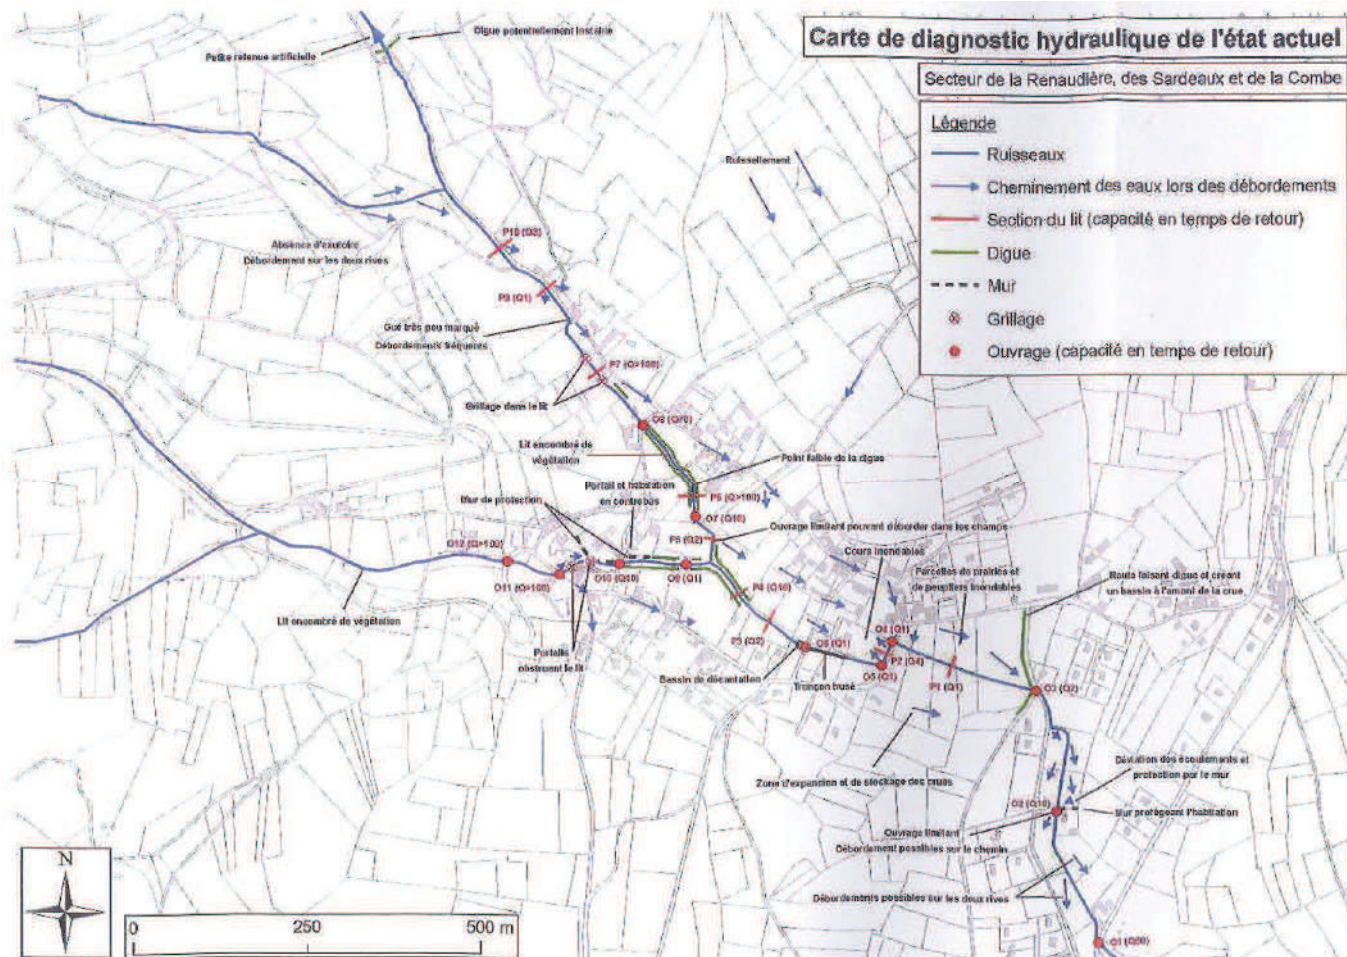 Carte de diagnostic hydraulique de l'état actuel
Secteur de la Renaudière, des Sardeaux et de la Combe
Légende
Ruisseaux
Cheminement des eaux lors des débordements
Section du lit (capacité en temps de retour)
Digue
Mur
Grillage
Ouvrage (capacité en temps de retour)
Digue potentiellement instable
Petite retenue artificielle
Ruissellement
P10 (Q2)
Absence d'exutoire
Débordement sur les deux rives
P8 (Q1)
Gué très peu marqué
Débordements fréquents
P7 (Q>100)
Grillage dans le lit
O8 (Q70)
Lit encombré de
végétation
Point faible de la digue
Portail et habitation
en contrebas
Mur de protection
P6 (Q>100)
O7 (Q10)
Ouvrage limitant pouvant déborder dans les champs
P5 (Q2)
Cours inondables
O12 (Q>100)
Parcelles de prairies et
de peupliers inondables
Route faisant digue et créant
un bassin à l'amont de la crue
O11 (Q>100)
O10 (Q50)
O9 (Q1)
P4 (Q10)
Lit encombré de végétation
P3 (Q2)
O6 (Q1)
O4 (Q1)
P2 (Q4)
O5 (Q1)
P1 (Q1)
O3 (Q2)
Portails
obstruant le lit
Bassin de décantation
Tronçon busé
Zone d'expansion et de stockage des crues
Déviation des écoulements et
protection par le mur
O2 (Q10)
Mur protégeant l'habitation
Ouvrage limitant
Débordement possibles sur le chemin
Débordements possibles sur les deux rives
O1 (Q50)
N
0
250
500 m